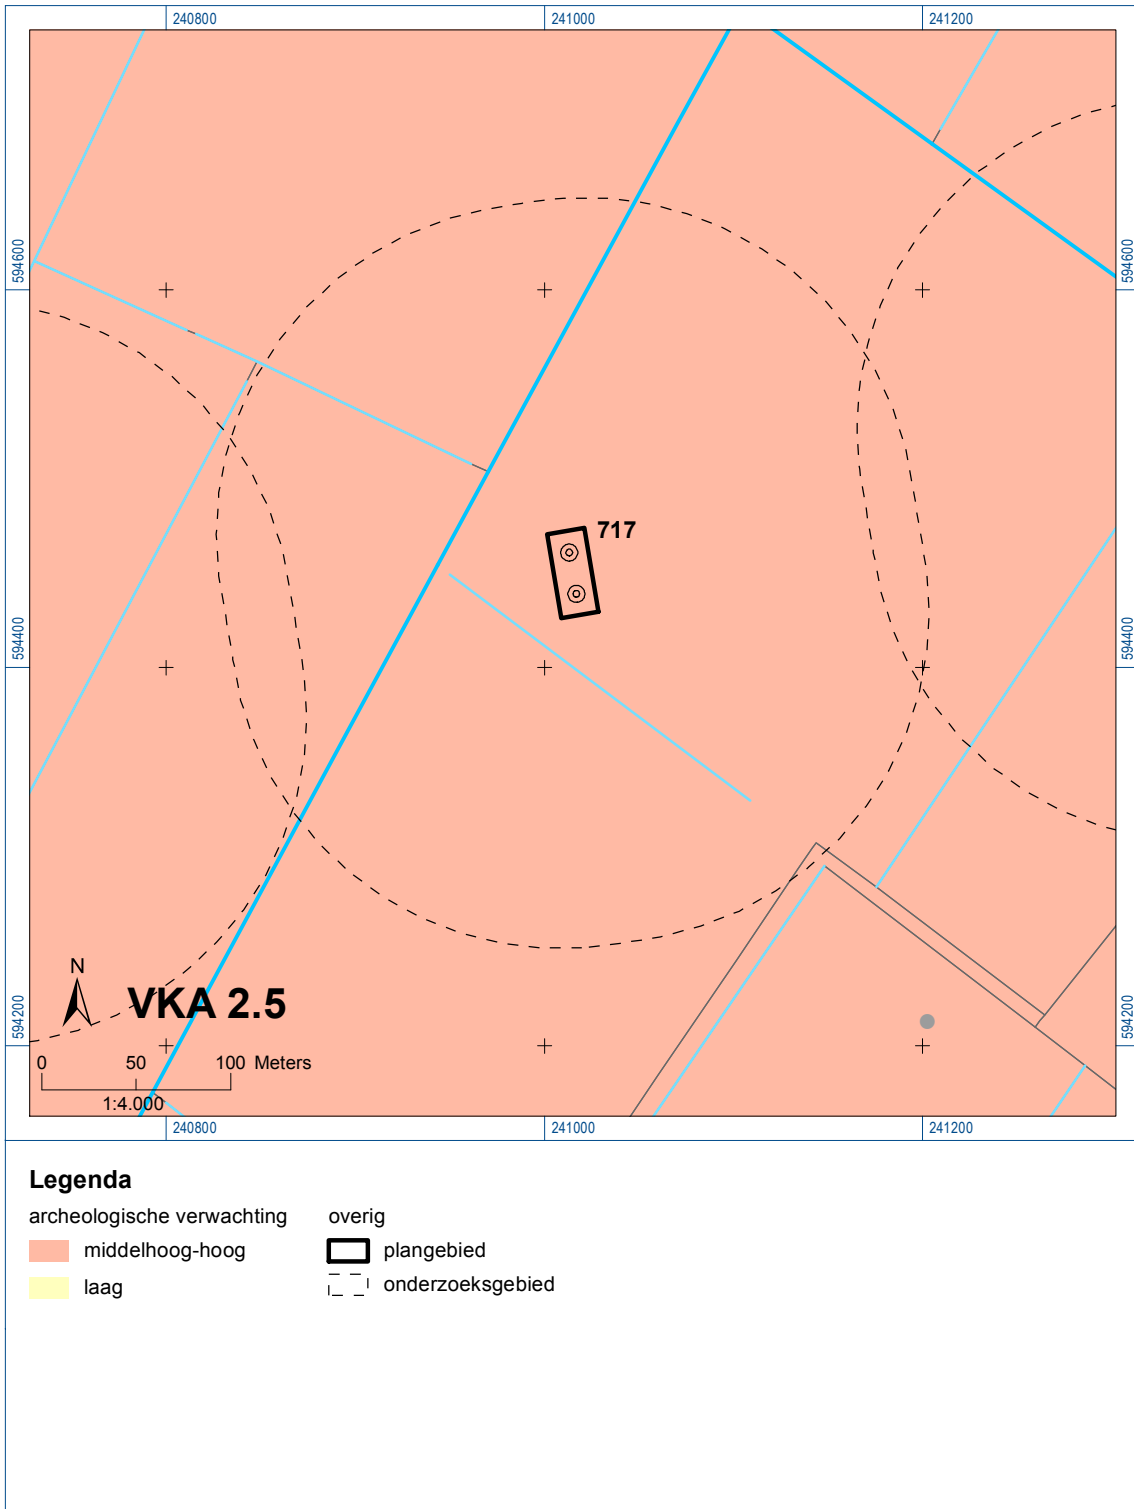 240800 241000 241200
594600 594600
717
594400 594400
N
VKA 2.5
594200 594200
0 50 100 Meters
1:4.000
240800 241000 241200
Legenda
archeologische verwachting overig
middelhoog-hoog plangebied
laag onderzoeksgebied